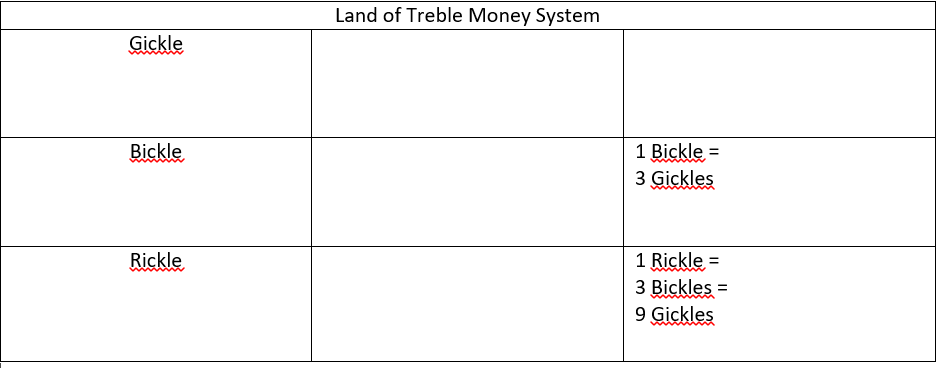 Land of Treble Money System
Gickle
Bickle
1 Bickle =
3 Gickles
Rickle
1 Rickle =
3 Bickles =
9 Gickles